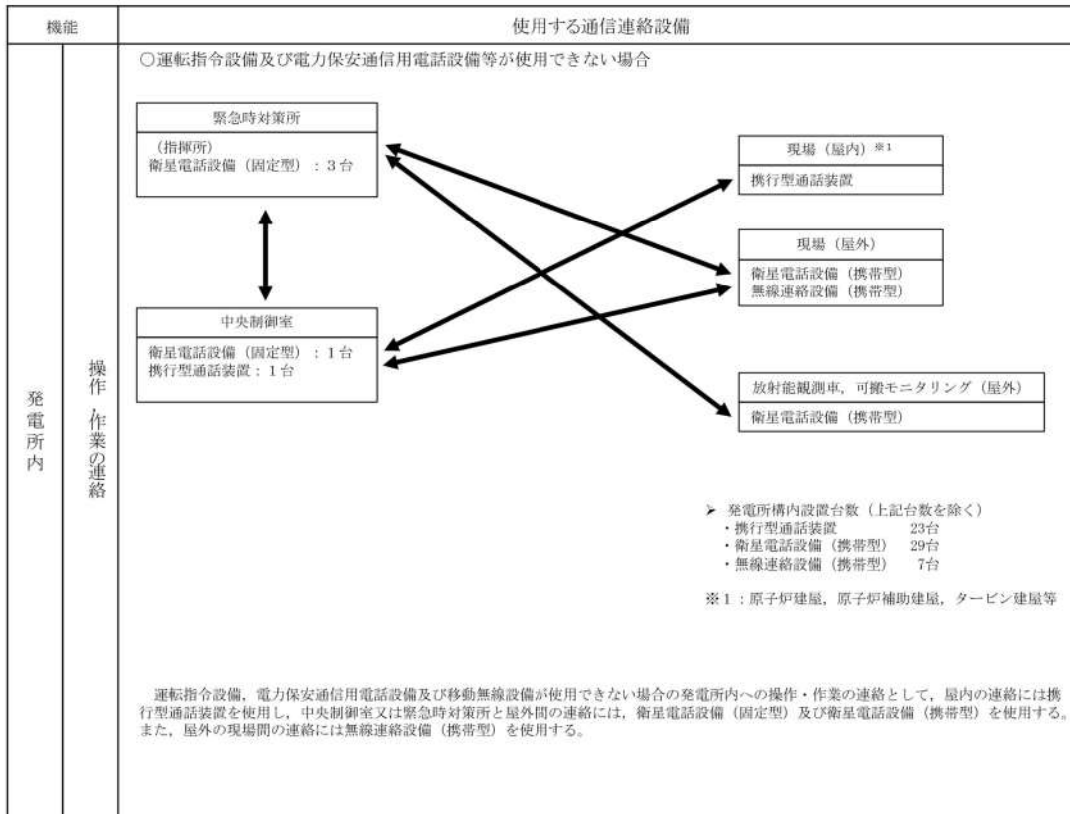 機能
使用する通信連絡設備
発電所内
操作・作業の連絡
○運転指令設備及び電力保安通信用電話設備等が使用できない場合
緊急時対策所
(指揮所)
衛星電話設備(固定型):3台
中央制御室
衛星電話設備(固定型):1台
携行型通話装置:1台
現場(屋内)※1
携行型通話装置
現場(屋外)
衛星電話設備(携帯型)
無線連絡設備(携帯型)
放射能観測車,可搬モニタリング(屋外)
衛星電話設備(携帯型)
➢ 発電所構内設置台数(上記台数を除く)
・携行型通話装置 23台
・衛星電話設備(携帯型) 29台
・無線連絡設備(携帯型) 7台
※1:原子炉建屋,原子炉補助建屋,タービン建屋等
運転指令設備,電力保安通信用電話設備及び移動無線設備が使用できない場合の発電所内への操作・作業の連絡として,屋内の連絡には携
行型通話装置を使用し,中央制御室又は緊急時対策所と屋外間の連絡には,衛星電話設備(固定型)及び衛星電話設備(携帯型)を使用する。
また,屋外の現場間の連絡には無線連絡設備(携帯型)を使用する。